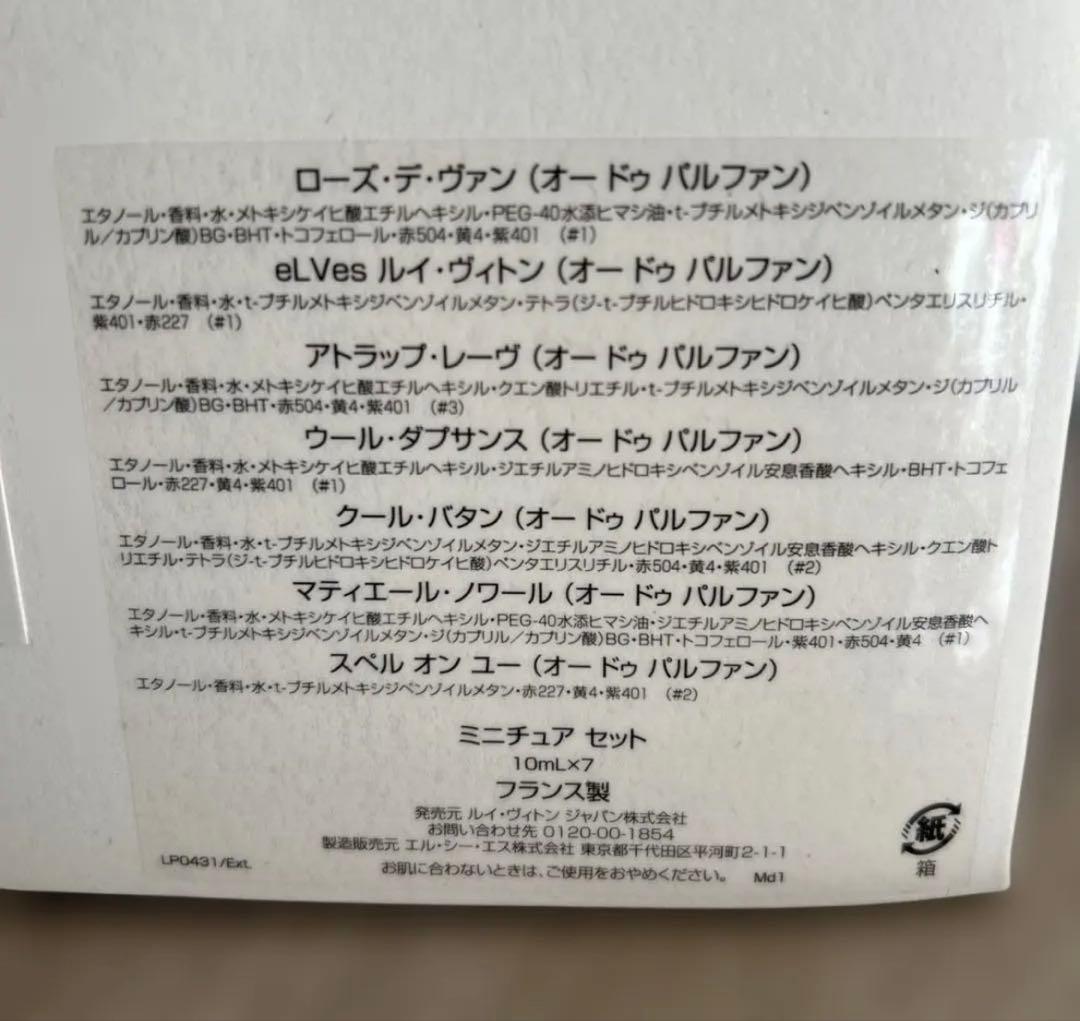 ローズ・デ・ヴァン (オー ドゥ パルファン)
エタノール・香料・水・メトキシケイヒ酸エチルヘキシル・PEG-40水添ヒマシ油・t-ブチルメトキシジベンゾイルメタン・ジ(カプリ
ル/カプリン酸)BG・BHT・トコフェロール・赤504・黄4・紫401 (#1)
eLVes ルイ・ヴィトン (オー ドゥ パルファン)
エタノール・香料・水・t-ブチルメトキシジベンゾイルメタン・テトラ(ジ-t-ブチルヒドロキシヒドロケイヒ酸)ペンタエリスリチル・
紫401・赤227 (#1)
アトラップ・レーヴ (オー ドゥ パルファン)
エタノール・香料・水・メトキシケイヒ酸エチルヘキシル・クエン酸トリエチル・t-ブチルメトキシジベンゾイルメタン・ジ(カプリル
/カプリン酸)BG・BHT・赤504・黄4・紫401 (#3)
ウール・ダプサンス (オー ドゥ パルファン)
エタノール・香料・水・メトキシケイヒ酸エチルヘキシル・ジエチルアミノヒドロキシベンゾイル安息香酸ヘキシル・BHT・トコフェ
ロール・赤227・黄4・紫401 (#1)
クール・バタン (オー ドゥ パルファン)
エタノール・香料・水・t-ブチルメトキシジベンゾイルメタン・ジエチルアミノヒドロキシベンゾイル安息香酸ヘキシル・クエン酸ト
リエチル・テトラ(ジ-t-ブチルヒドロキシヒドロケイヒ酸)ペンタエリスリチル・赤504・黄4・紫401 (#2)
マティエール・ノワール (オー ドゥ パルファン)
エタノール・香料・水・メトキシケイヒ酸エチルヘキシル・PEG-40水添ヒマシ油・ジエチルアミノヒドロキシベンゾイル安息香酸ヘ
キシル・t-ブチルメトキシジベンゾイルメタン・ジ(カプリル/カプリン酸)BG・BHT・トコフェロール・紫401・赤504・黄4 (#1)
スペル オン ユー (オー ドゥ パルファン)
エタノール・香料・水・t-ブチルメトキシジベンゾイルメタン・赤227・黄4・紫401 (#2)
ミニチュア セット
10mL×7
フランス製
発売元 ルイ・ヴィトン ジャパン株式会社
お問い合わせ先 0120-00-1854
製造販売元 エル・シー・エス株式会社 東京都千代田区平河町2-1-1
LP0431/Ext. お肌に合わないときは、ご使用をおやめください。 Md1
紙
箱